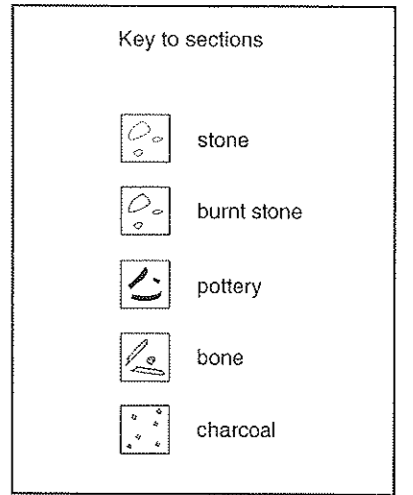 Key to sections
stone
burnt stone
pottery
bone
charcoal